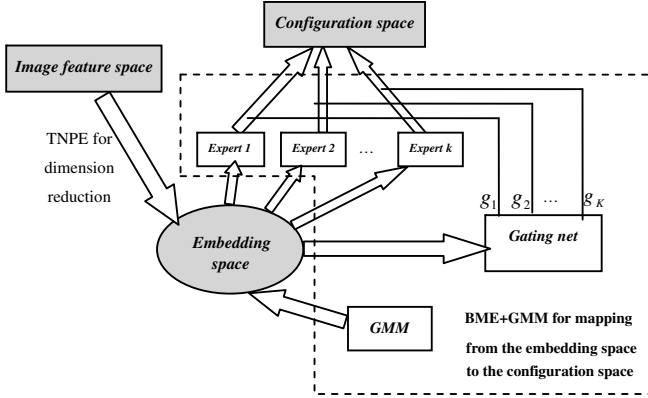 Configuration space
Image feature space
TNPE for
dimension
reduction
Expert 1
Expert 2
...
Expert k
g1
g2
...
gK
Embedding
space
Gating net
GMM
BME+GMM for mapping
from the embedding space
to the configuration space